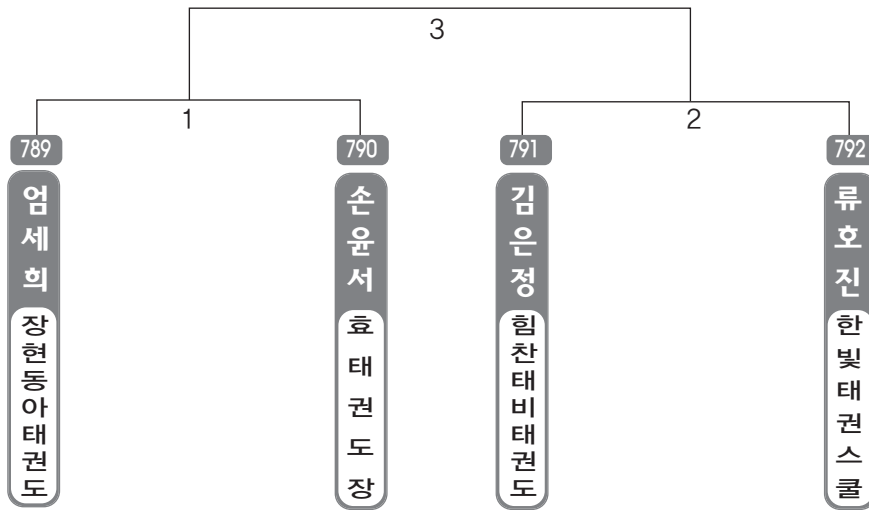 3
1
2
789
790
791
792
엄세희
손윤서
김은정
류호진
장현동아태권도
효태권도장
힘찬태비태권도
한빛태권스쿨